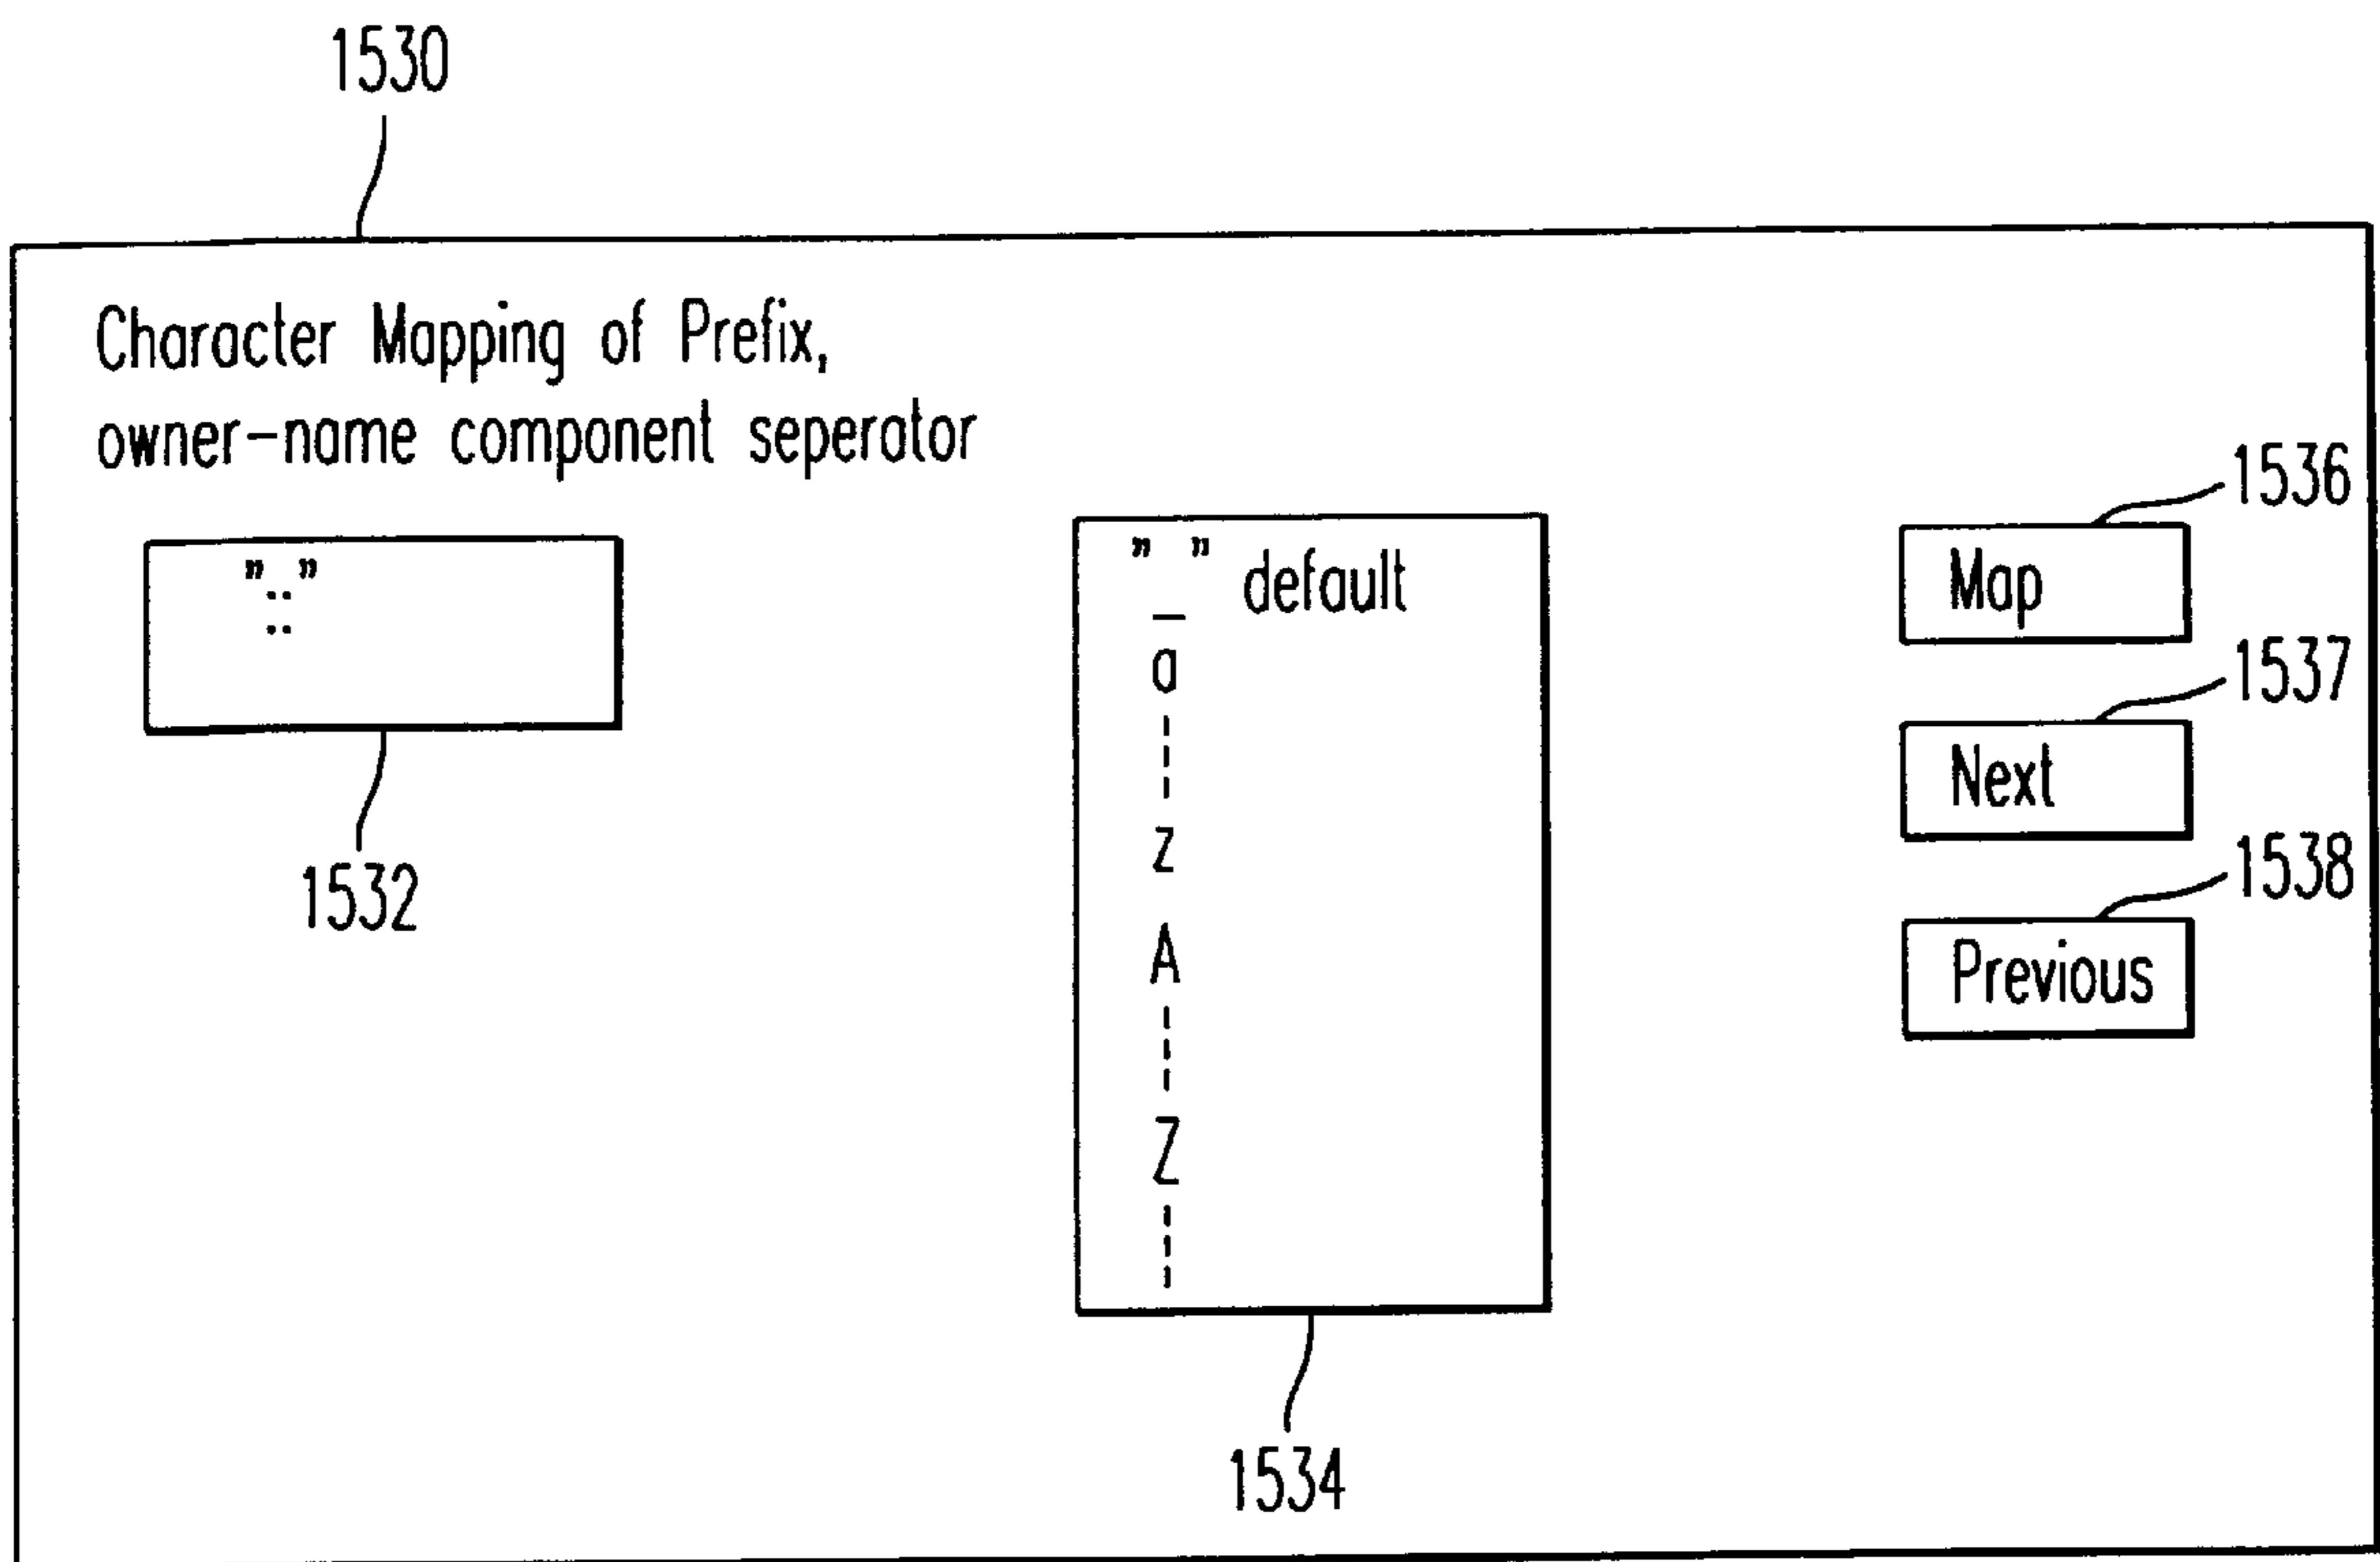 1530
Character Mapping of Prefix,
owner-name component seperator
" "
::
1532
" " default
_
a
z
A
Z
1534
1536
Map
1537
Next
1538
Previous